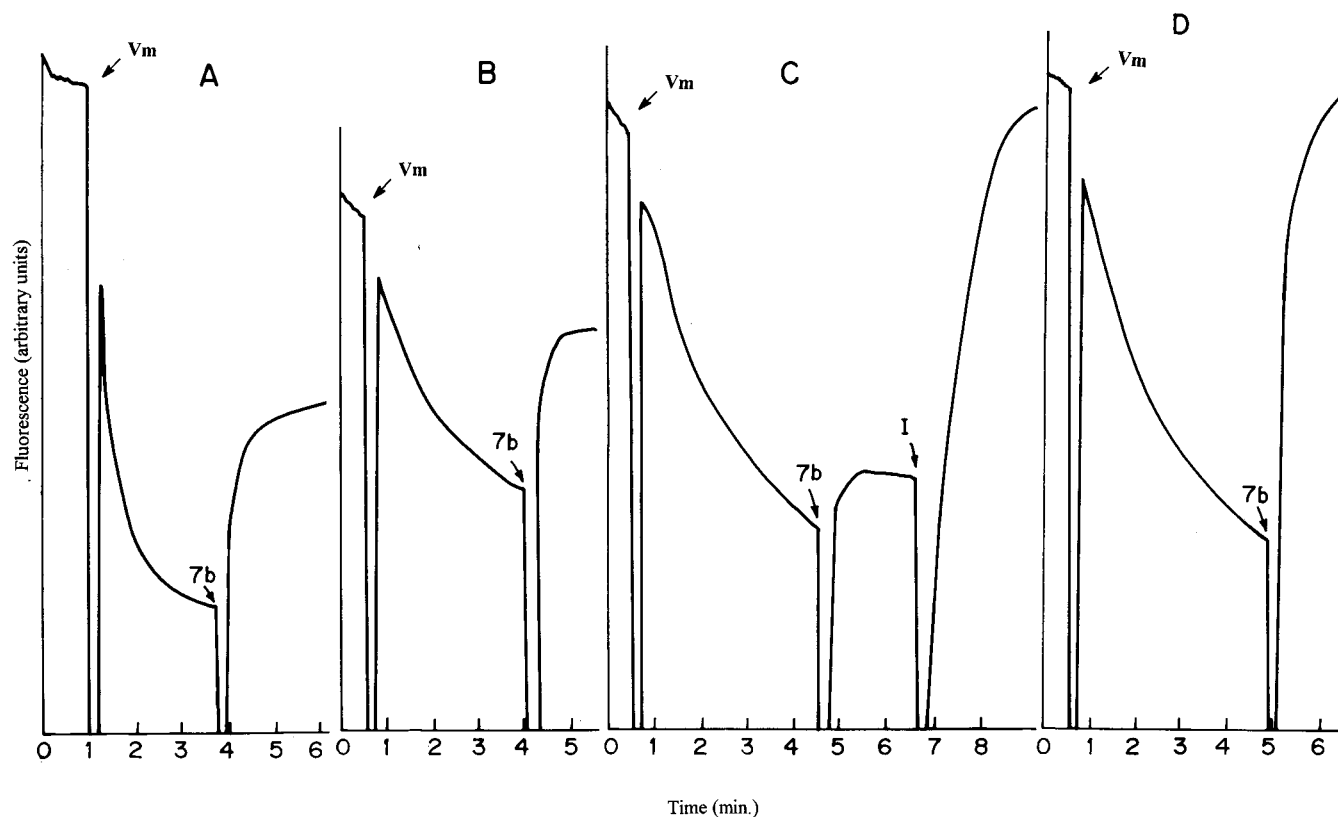 Fluorescence (arbitrary units)
A
Vm
7b
0 1 2 3 4 5 6
B
Vm
7b
0 1 2 3 4 5
C
Vm
7b
I
0 1 2 3 4 5 6 7 8
D
Vm
7b
0 1 2 3 4 5 6
Time (min.)